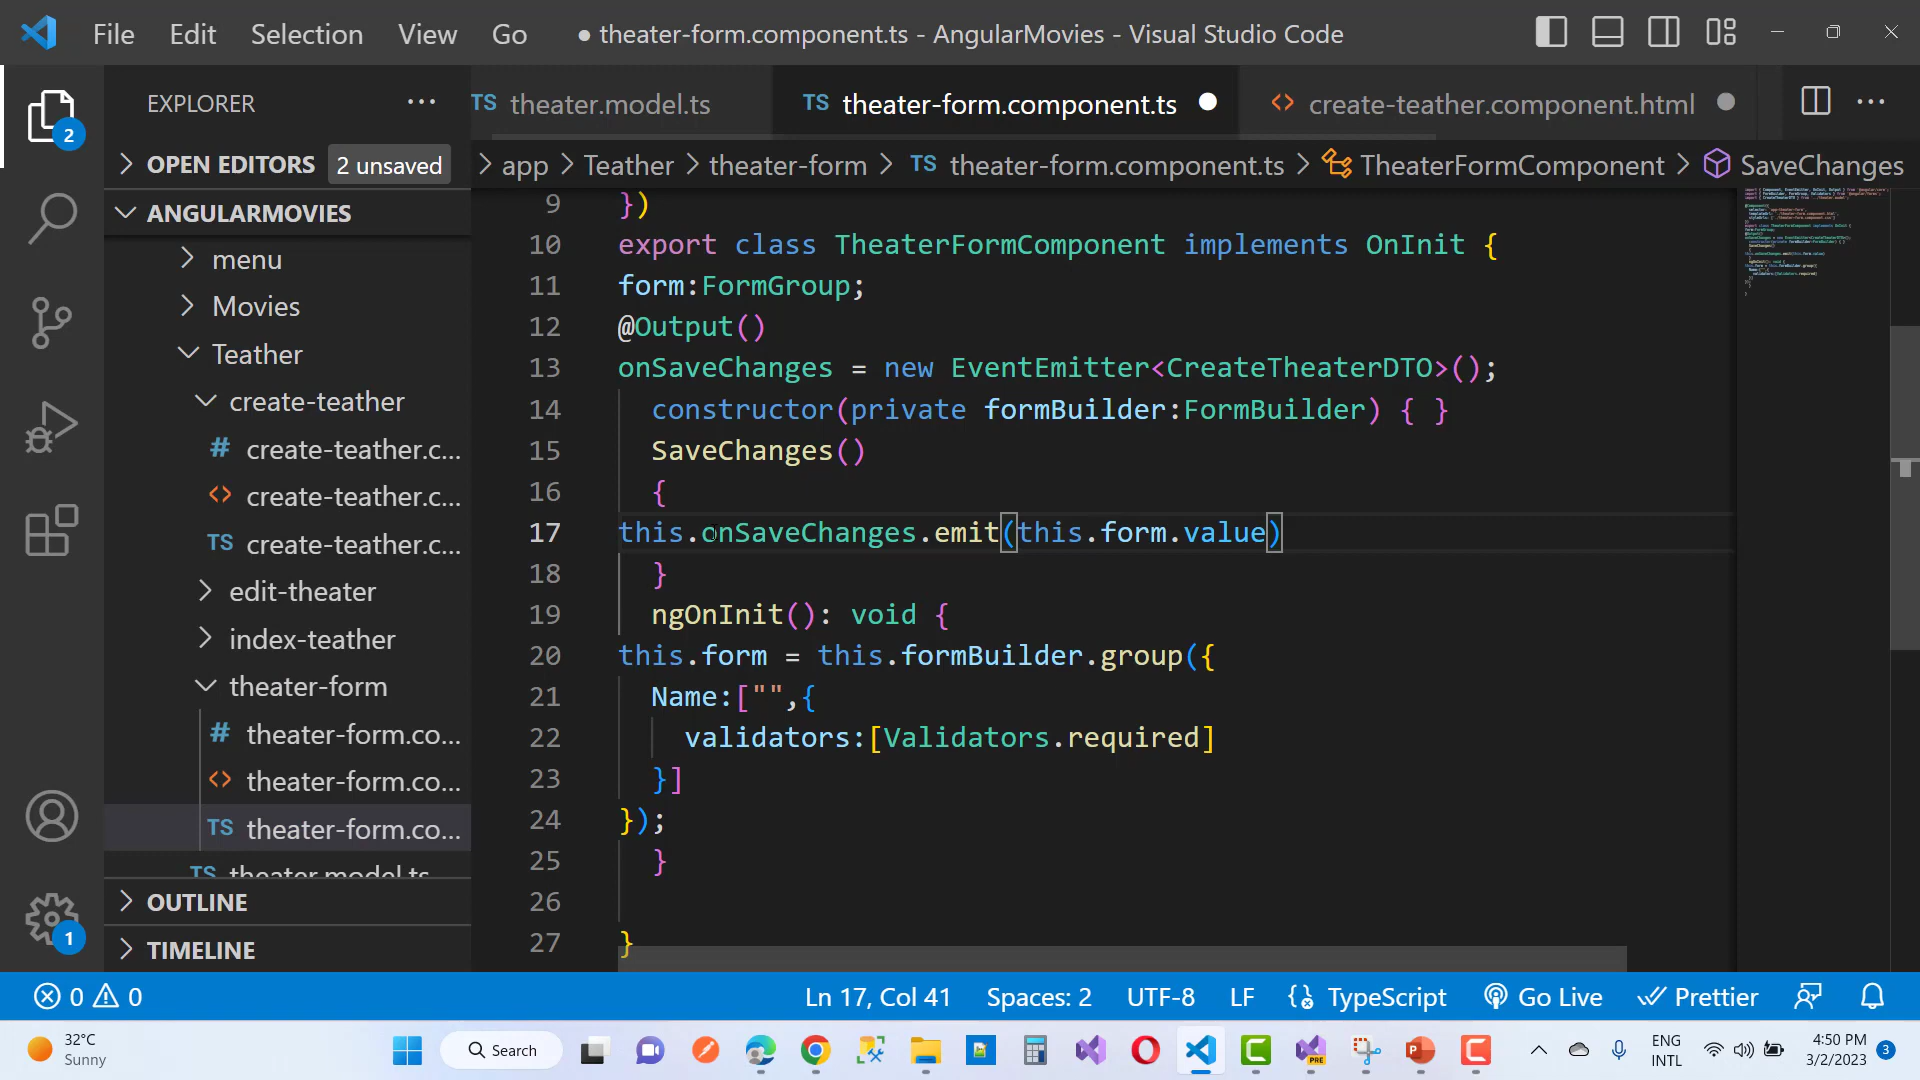 File Edit Selection View Go ● theater-form.component.ts - AngularMovies - Visual Studio Code
EXPLORER ···
TS theater.model.ts TS theater-form.component.ts <> create-teather.component.html
OPEN EDITORS 2 unsaved
> app > Teather > theater-form > TS theater-form.component.ts > TheaterFormComponent > SaveChanges
ANGULARMOVIES
menu
Movies
Teather
create-teather
# create-teather.c...
<> create-teather.c...
TS create-teather.c...
edit-theater
index-teather
theater-form
# theater-form.co...
<> theater-form.co...
TS theater-form.co...
TS theater.model.ts
OUTLINE
TIMELINE
2
1
9 })
10 export class TheaterFormComponent implements OnInit {
11 form:FormGroup;
12 @Output()
13 onSaveChanges = new EventEmitter<CreateTheaterDTO>();
14 constructor(private formBuilder:FormBuilder) { }
15 SaveChanges()
16 {
17 this.onSaveChanges.emit(this.form.value)
18 }
19 ngOnInit(): void {
20 this.form = this.formBuilder.group({
21 Name:["",{
22 validators:[Validators.required]
23 }]
24 });
25 }
26
27 }
0 0 Ln 17, Col 41 Spaces: 2 UTF-8 LF TypeScript Go Live Prettier
32°C
Sunny
Search
PRE
ENG
INTL
4:50 PM
3/2/2023
3